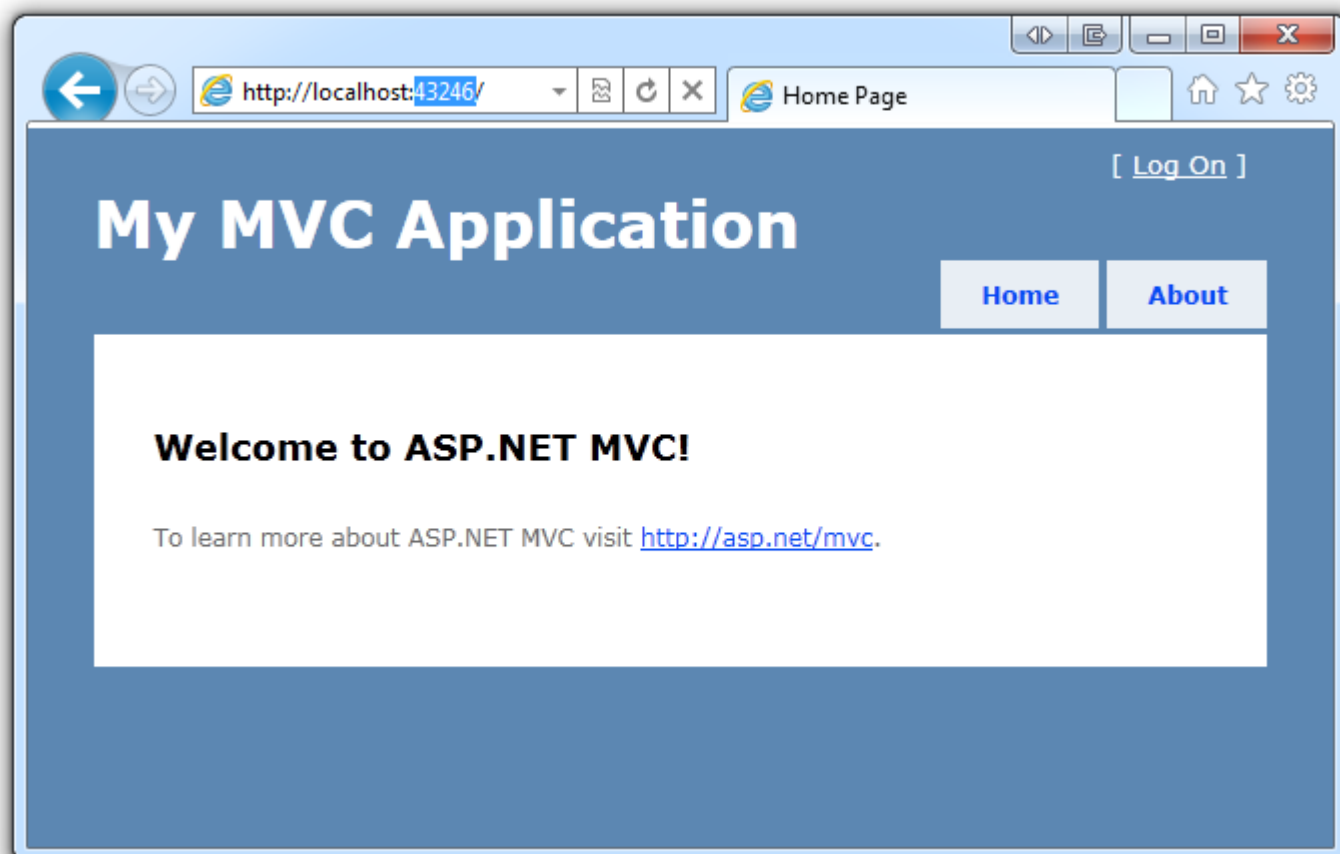 http://localhost:43246/
Home Page
[ Log On ]
My MVC Application
Home About
Welcome to ASP.NET MVC!
To learn more about ASP.NET MVC visit http://asp.net/mvc.